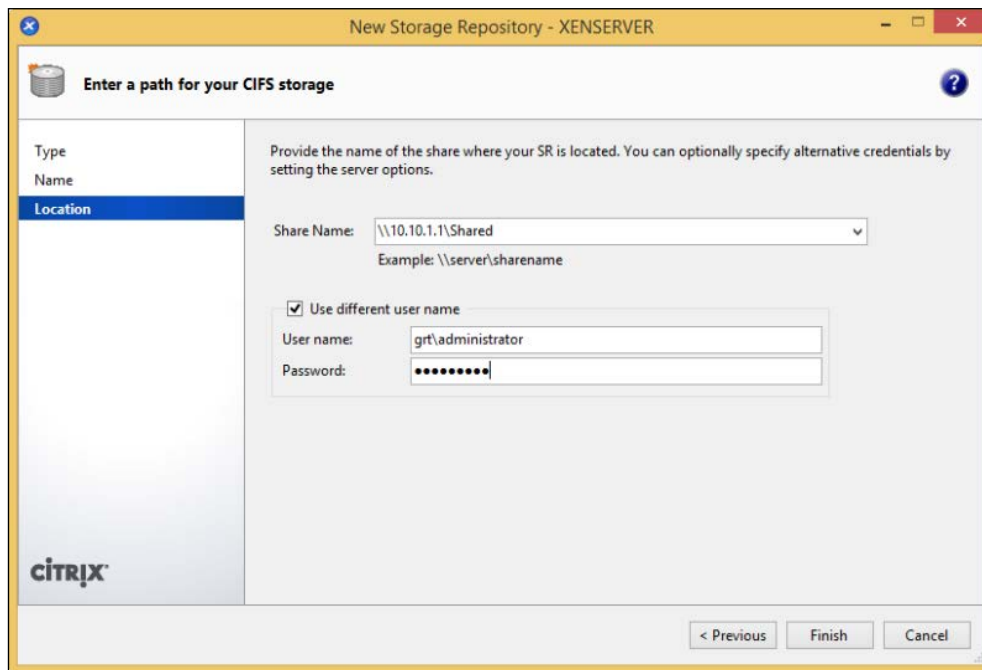 New Storage Repository - XENSERVER
Enter a path for your CIFS storage
Type
Name
Location
Provide the name of the share where your SR is located. You can optionally specify alternative credentials by
setting the server options.
Share Name: \\10.10.1.1\Shared
Example: \\server\sharename
Use different user name
User name: grt\administrator
Password: •••••••••
CİTRIX
< Previous Finish Cancel